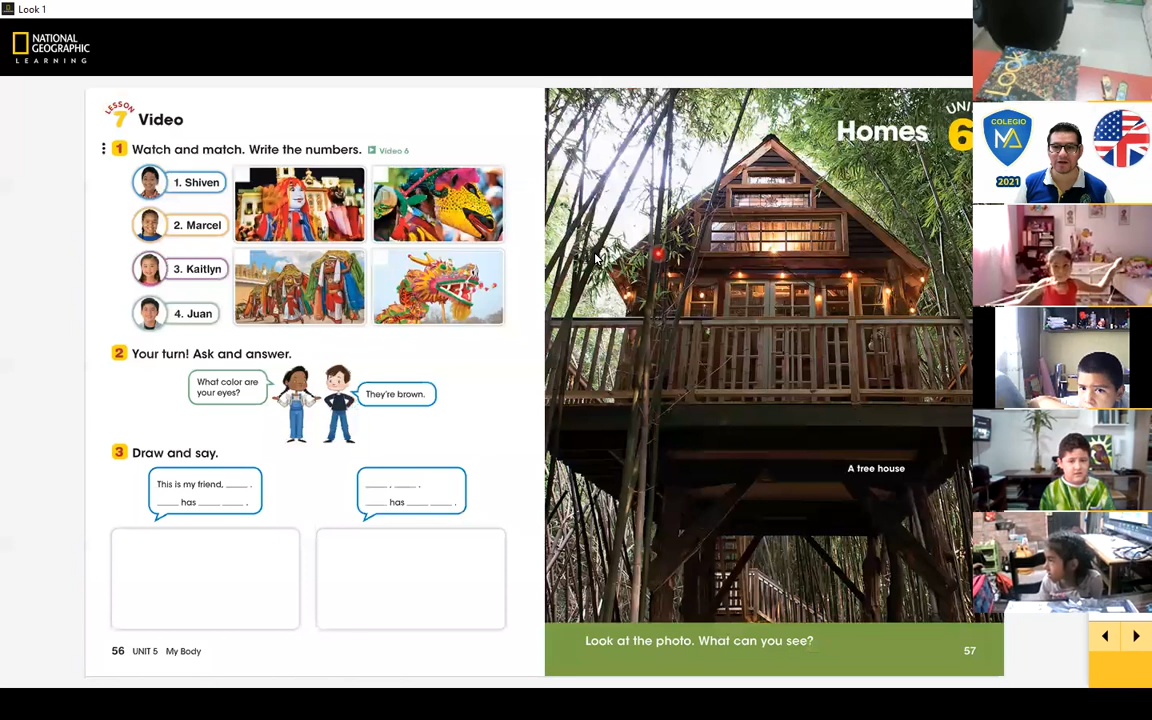 Look 1
NATIONAL
GEOGRAPHIC
LEARNING
LESSON
7 Video
1 Watch and match. Write the numbers. Video 6
1. Shiven
2. Marcel
3. Kaitlyn
4. Juan
2 Your turn! Ask and answer.
What color are
your eyes?
They're brown.
3 Draw and say.
This is my friend, ____ .
____ has ____ ____ .
____ , ____ .
____ has ____ ____ .
56 UNIT 5 My Body
UNI
Homes 6
A tree house
Look at the photo. What can you see?
57
LOOK
COLEGIO
MA
2021